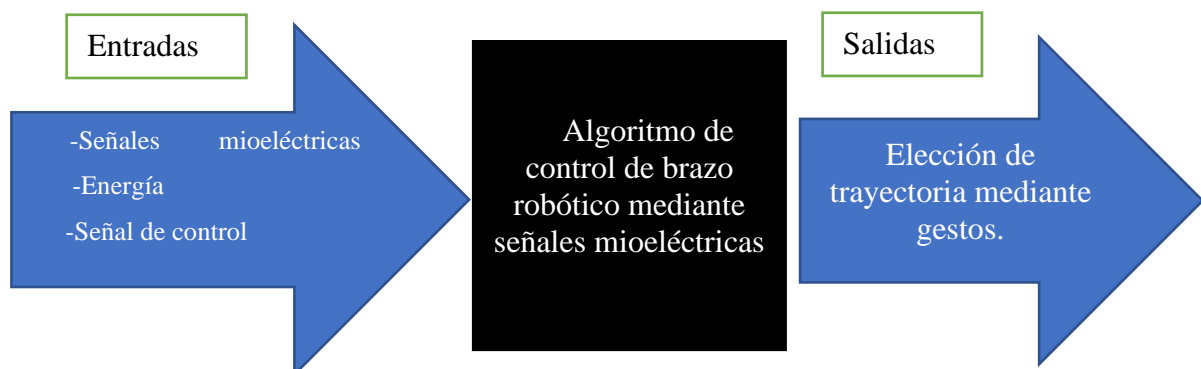 Entradas
-Señales mioeléctricas
-Energía
-Señal de control
Algoritmo de
control de brazo
robótico mediante
señales mioeléctricas
Salidas
Elección de
trayectoria mediante
gestos.